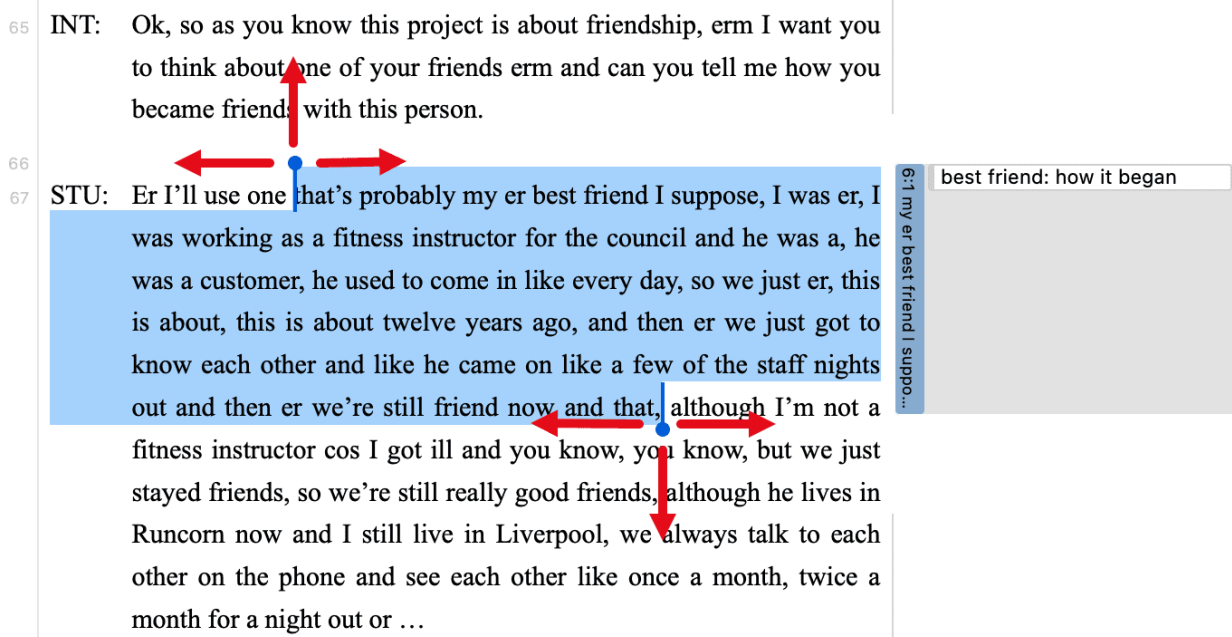 65 INT: Ok, so as you know this project is about friendship, erm I want you
to think about one of your friends erm and can you tell me how you
became friends with this person.
66
67 STU: Er I’ll use one that’s probably my er best friend I suppose, I was er, I
was working as a fitness instructor for the council and he was a, he
was a customer, he used to come in like every day, so we just er, this
is about, this is about twelve years ago, and then er we just got to
know each other and like he came on like a few of the staff nights
out and then er we’re still friend now and that, although I’m not a
fitness instructor cos I got ill and you know, you know, but we just
stayed friends, so we’re still really good friends, although he lives in
Runcorn now and I still live in Liverpool, we always talk to each
other on the phone and see each other like once a month, twice a
month for a night out or …
6:1 my er best friend I suppo...
best friend: how it began